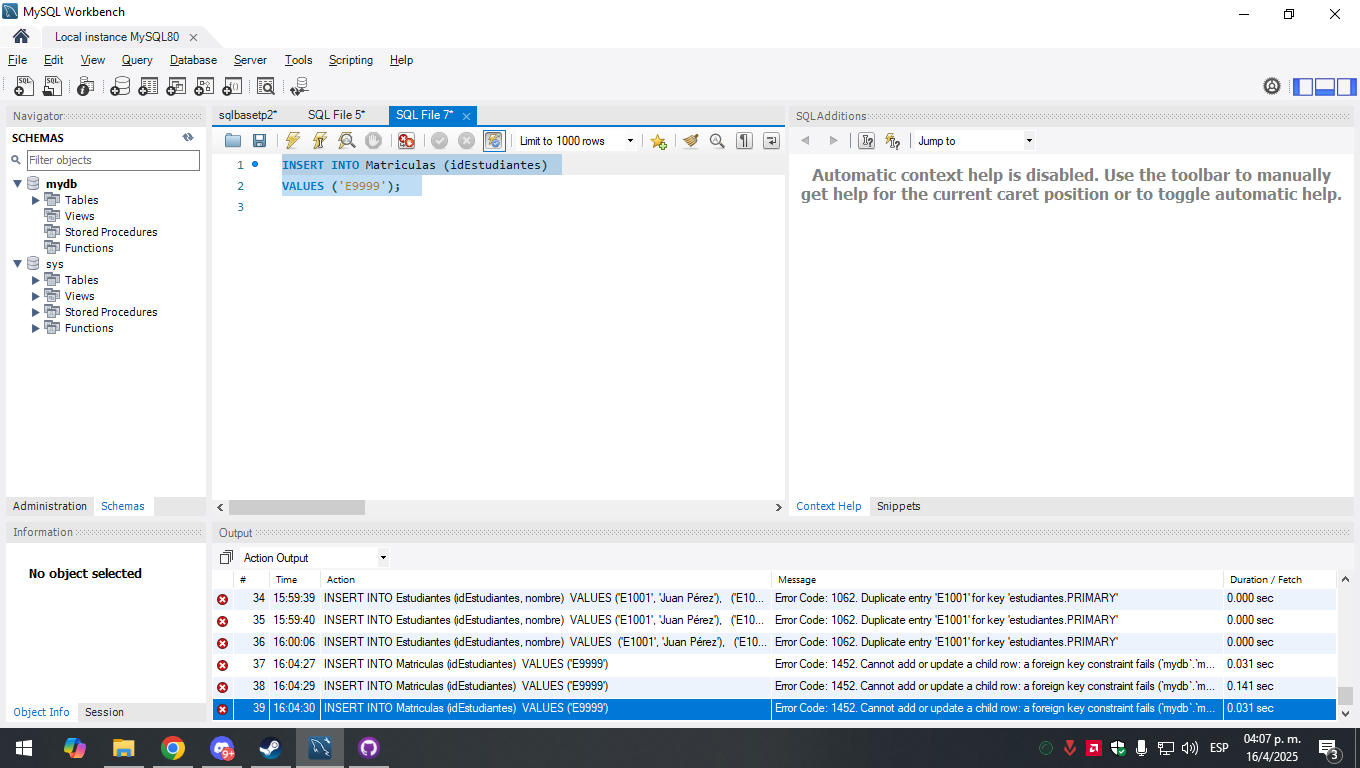 MySQL Workbench
Local instance MySQL80
File Edit View Query Database Server Tools Scripting Help
Navigator
SCHEMAS
Filter objects
mydb
Tables
Views
Stored Procedures
Functions
sys
Tables
Views
Stored Procedures
Functions
Administration Schemas
Information
No object selected
Object Info Session
sqlbasetp2* SQL File 5* SQL File 7*
Limit to 1000 rows
1 INSERT INTO Matriculas (idEstudiantes)
2 VALUES ('E9999');
3
SQLAdditions
Jump to
Automatic context help is disabled. Use the toolbar to manually
get help for the current caret position or to toggle automatic help.
Context Help Snippets
Output
Action Output
# Time Action Message Duration / Fetch
34 15:59:39 INSERT INTO Estudiantes (idEstudiantes, nombre) VALUES ('E1001', 'Juan Pérez'), ('E10... Error Code: 1062. Duplicate entry 'E1001' for key 'estudiantes.PRIMARY' 0.000 sec
35 15:59:40 INSERT INTO Estudiantes (idEstudiantes, nombre) VALUES ('E1001', 'Juan Pérez'), ('E10... Error Code: 1062. Duplicate entry 'E1001' for key 'estudiantes.PRIMARY' 0.000 sec
36 16:00:06 INSERT INTO Estudiantes (idEstudiantes, nombre) VALUES ('E1001', 'Juan Pérez'), ('E10... Error Code: 1062. Duplicate entry 'E1001' for key 'estudiantes.PRIMARY' 0.000 sec
37 16:04:27 INSERT INTO Matriculas (idEstudiantes) VALUES ('E9999') Error Code: 1452. Cannot add or update a child row: a foreign key constraint fails (`mydb`.`m... 0.031 sec
38 16:04:29 INSERT INTO Matriculas (idEstudiantes) VALUES ('E9999') Error Code: 1452. Cannot add or update a child row: a foreign key constraint fails (`mydb`.`m... 0.141 sec
39 16:04:30 INSERT INTO Matriculas (idEstudiantes) VALUES ('E9999') Error Code: 1452. Cannot add or update a child row: a foreign key constraint fails (`mydb`.`m... 0.031 sec
9+
ESP
04:07 p. m.
16/4/2025
3